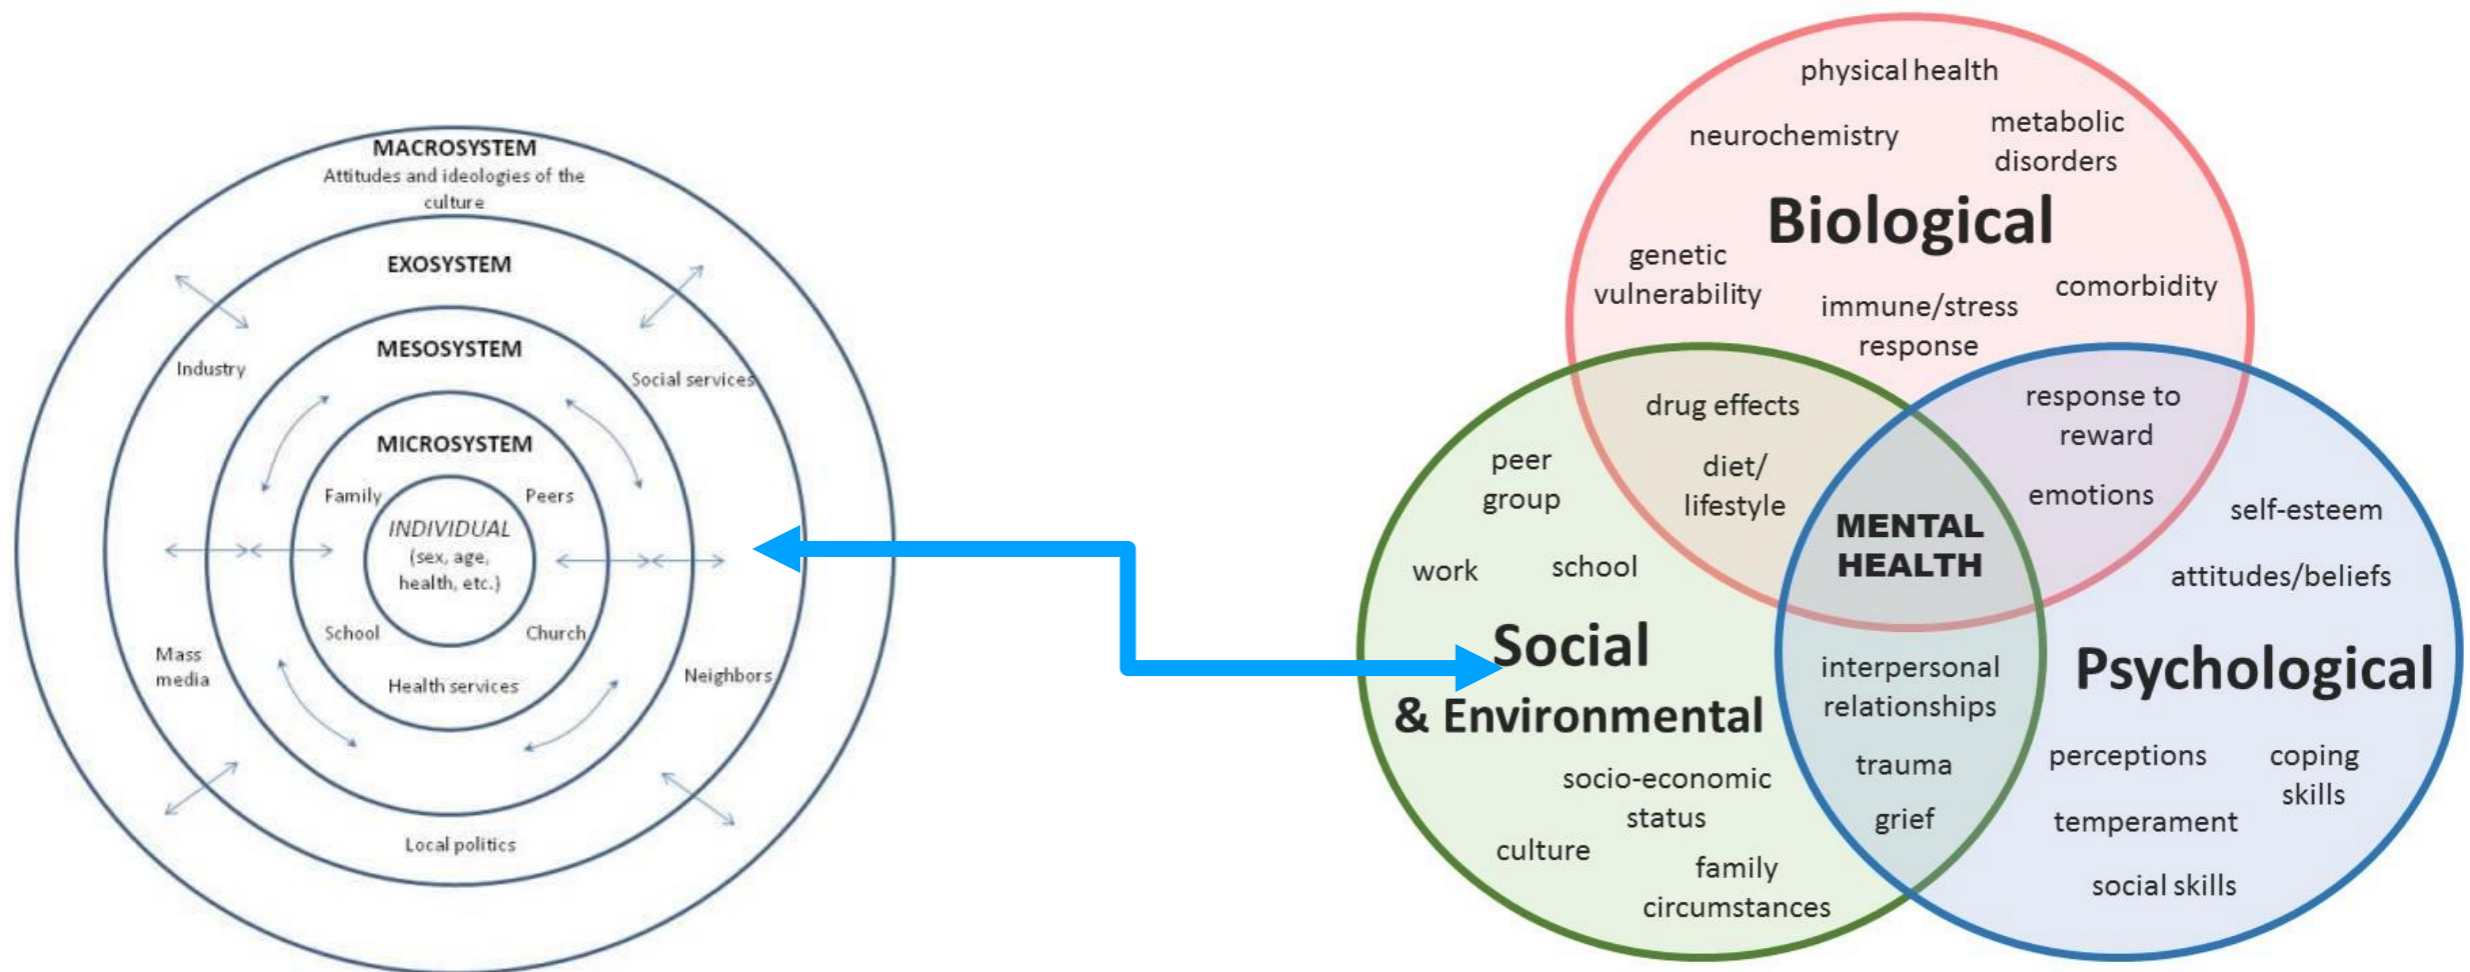 MACROSYSTEM
Attitudes and ideologies of the
culture
EXOSYSTEM
MESOSYSTEM
Industry
Social services
MICROSYSTEM
Family
Peers
INDIVIDUAL
(sex, age,
health, etc.)
School
Church
Mass
media
Health services
Neighbors
Local politics
physical health
neurochemistry
metabolic
disorders
Biological
genetic
vulnerability
immune/stress
response
comorbidity
drug effects
diet/
lifestyle
response to
reward
emotions
MENTAL
HEALTH
peer
group
work
school
Social
& Environmental
socio-economic
status
culture
family
circumstances
interpersonal
relationships
trauma
grief
self-esteem
attitudes/beliefs
Psychological
perceptions
coping
skills
temperament
social skills